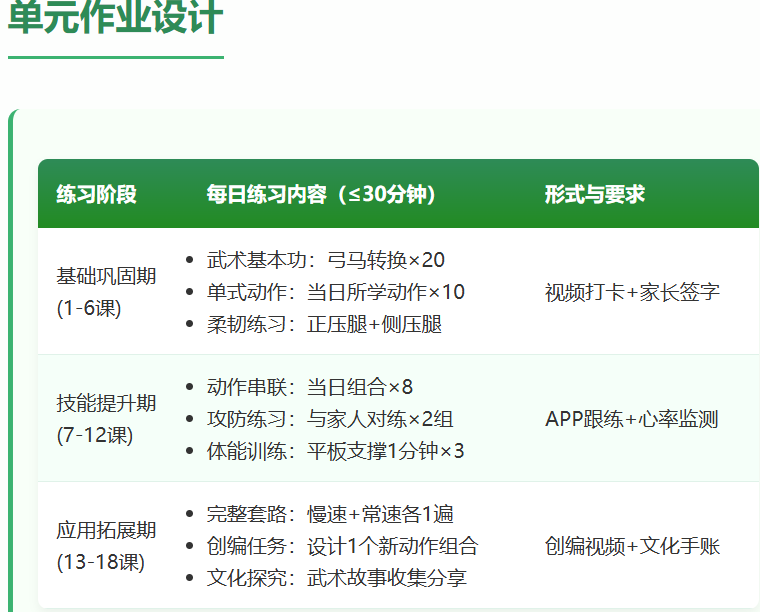 单元作业设计
练习阶段 每日练习内容（≤30分钟） 形式与要求
基础巩固期
(1-6课)
• 武术基本功：弓马转换×20
• 单式动作：当日所学动作×10
• 柔韧练习：正压腿+侧压腿
视频打卡+家长签字
技能提升期
(7-12课)
• 动作串联：当日组合×8
• 攻防练习：与家人对练×2组
• 体能训练：平板支撑1分钟×3
APP跟练+心率监测
应用拓展期
(13-18课)
• 完整套路：慢速+常速各1遍
• 创编任务：设计1个新动作组合
• 文化探究：武术故事收集分享
创编视频+文化手账